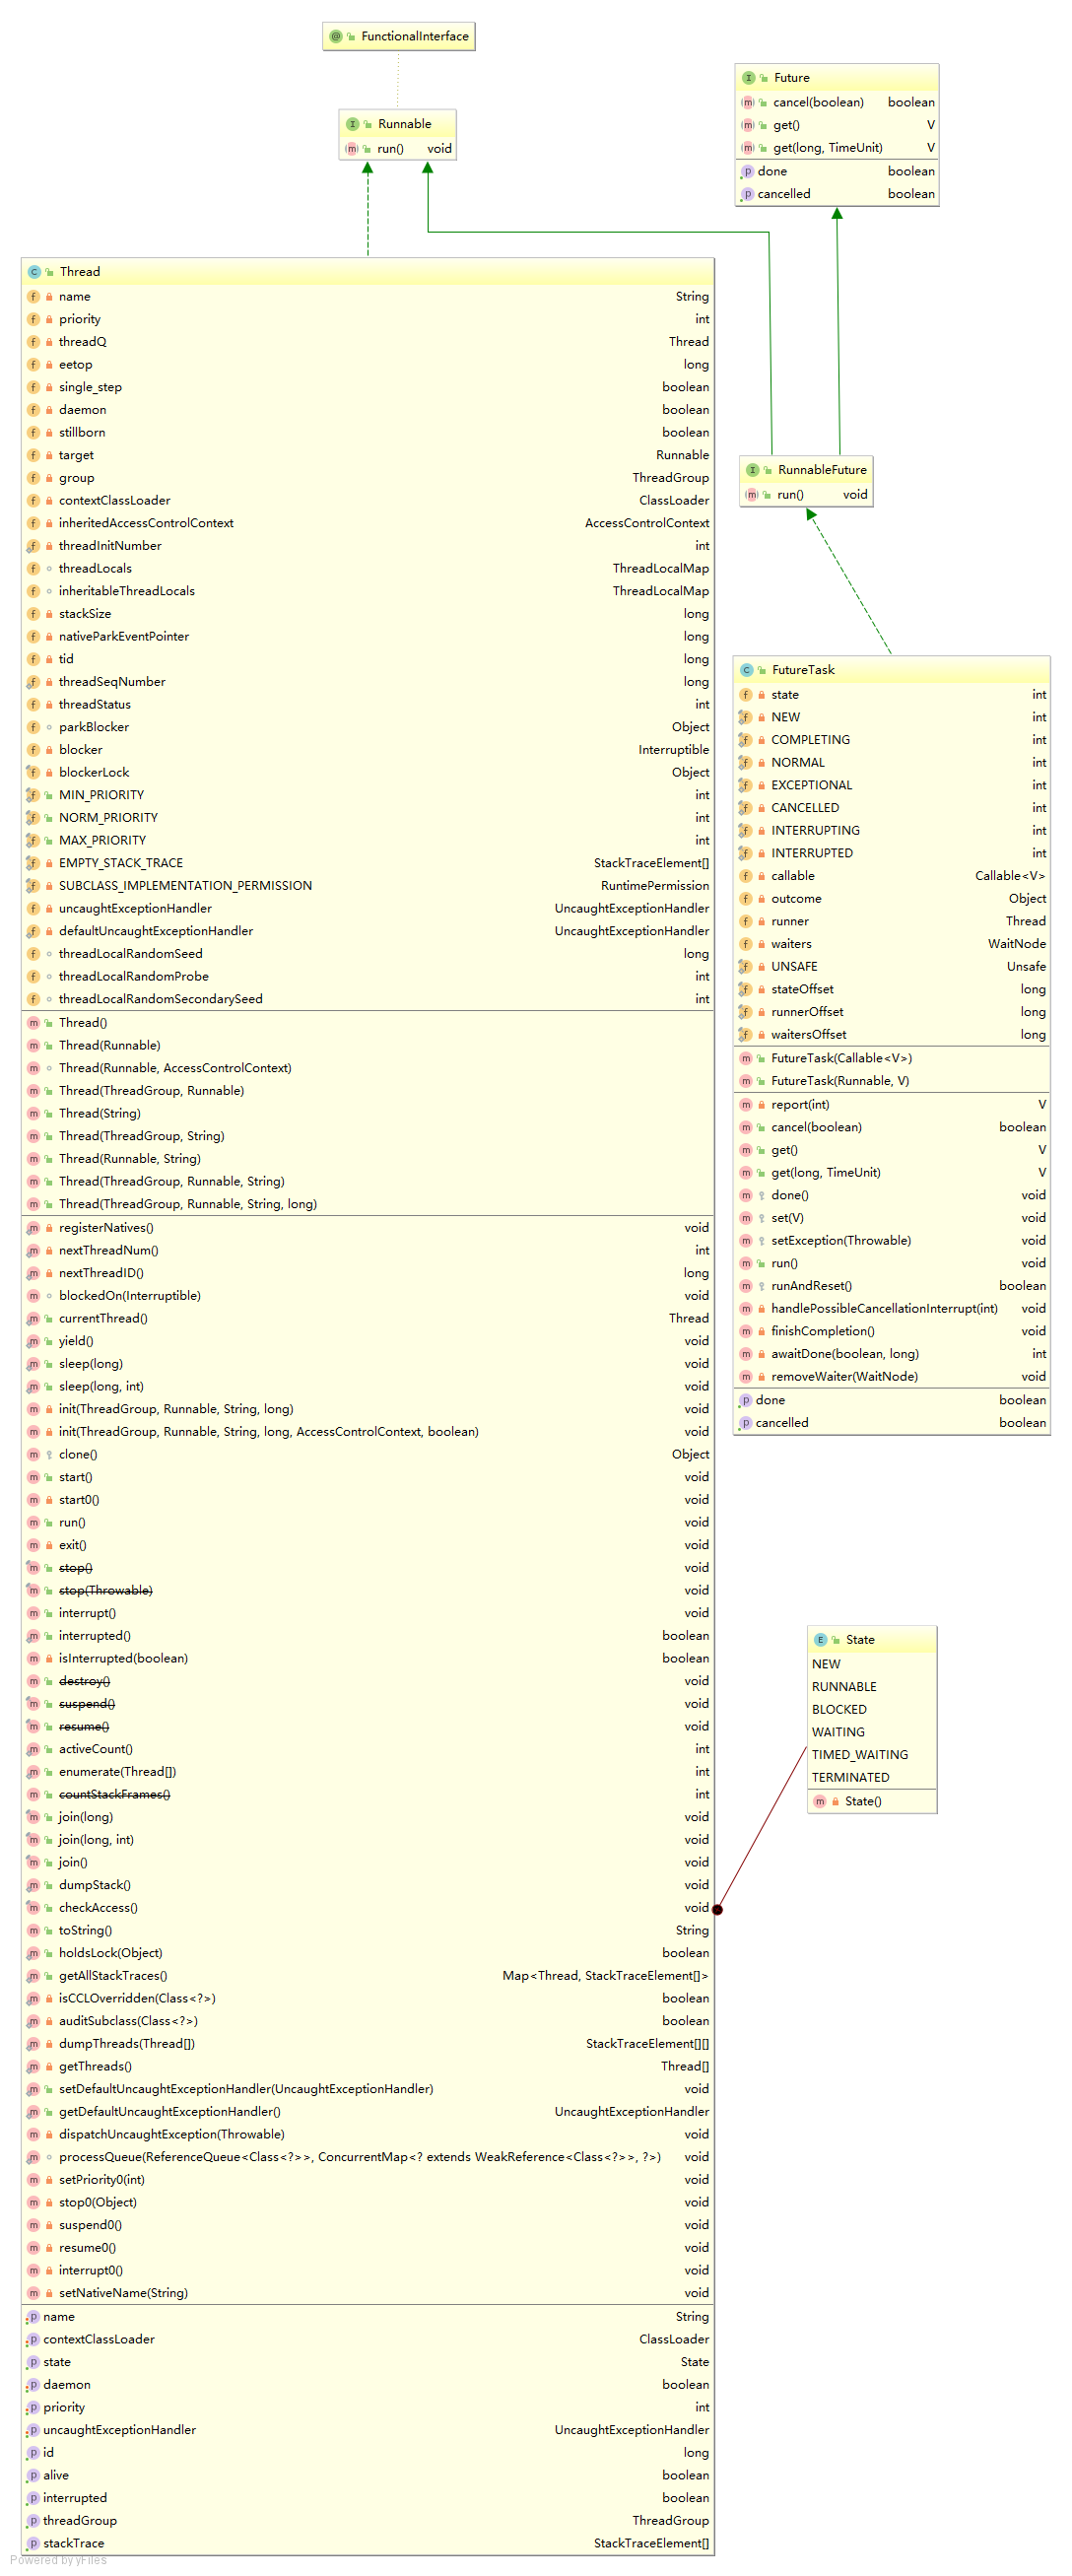 FunctionalInterface
Runnable
run() void
Future
cancel(boolean) boolean
get() V
get(long, TimeUnit) V
done boolean
cancelled boolean
Thread
name String
priority int
threadQ Thread
eetop long
single_step boolean
daemon boolean
stillborn boolean
target Runnable
group ThreadGroup
contextClassLoader ClassLoader
inheritedAccessControlContext AccessControlContext
threadInitNumber int
threadLocals ThreadLocalMap
inheritableThreadLocals ThreadLocalMap
stackSize long
nativeParkEventPointer long
tid long
threadSeqNumber long
threadStatus int
parkBlocker Object
blocker Interruptible
blockerLock Object
MIN_PRIORITY int
NORM_PRIORITY int
MAX_PRIORITY int
EMPTY_STACK_TRACE StackTraceElement[]
SUBCLASS_IMPLEMENTATION_PERMISSION RuntimePermission
uncaughtExceptionHandler UncaughtExceptionHandler
defaultUncaughtExceptionHandler UncaughtExceptionHandler
threadLocalRandomSeed long
threadLocalRandomProbe int
threadLocalRandomSecondarySeed int
Thread()
Thread(Runnable)
Thread(Runnable, AccessControlContext)
Thread(ThreadGroup, Runnable)
Thread(String)
Thread(ThreadGroup, String)
Thread(Runnable, String)
Thread(ThreadGroup, Runnable, String)
Thread(ThreadGroup, Runnable, String, long)
registerNatives() void
nextThreadNum() int
nextThreadID() long
blockedOn(Interruptible) void
currentThread() Thread
yield() void
sleep(long) void
sleep(long, int) void
init(ThreadGroup, Runnable, String, long) void
init(ThreadGroup, Runnable, String, long, AccessControlContext, boolean) void
clone() Object
start() void
start0() void
run() void
exit() void
stop() void
stop(Throwable) void
interrupt() void
interrupted() boolean
isInterrupted(boolean) boolean
destroy() void
suspend() void
resume() void
activeCount() int
enumerate(Thread[]) int
countStackFrames() int
join(long) void
join(long, int) void
join() void
dumpStack() void
checkAccess() void
toString() String
holdsLock(Object) boolean
getAllStackTraces() Map<Thread, StackTraceElement[]>
isCCLOverridden(Class<?>) boolean
auditSubclass(Class<?>) boolean
dumpThreads(Thread[]) StackTraceElement[][]
getThreads() Thread[]
setDefaultUncaughtExceptionHandler(UncaughtExceptionHandler) void
getDefaultUncaughtExceptionHandler() UncaughtExceptionHandler
dispatchUncaughtException(Throwable) void
processQueue(ReferenceQueue<Class<?>>, ConcurrentMap<? extends WeakReference<Class<?>>, ?>) void
setPriority0(int) void
stop0(Object) void
suspend0() void
resume0() void
interrupt0() void
setNativeName(String) void
name String
contextClassLoader ClassLoader
state State
daemon boolean
priority int
uncaughtExceptionHandler UncaughtExceptionHandler
id long
alive boolean
interrupted boolean
threadGroup ThreadGroup
stackTrace StackTraceElement[]
RunnableFuture
run() void
FutureTask
state int
NEW int
COMPLETING int
NORMAL int
EXCEPTIONAL int
CANCELLED int
INTERRUPTING int
INTERRUPTED int
callable Callable<V>
outcome Object
runner Thread
waiters WaitNode
UNSAFE Unsafe
stateOffset long
runnerOffset long
waitersOffset long
FutureTask(Callable<V>)
FutureTask(Runnable, V)
report(int) V
cancel(boolean) boolean
get() V
get(long, TimeUnit) V
done() void
set(V) void
setException(Throwable) void
run() void
runAndReset() boolean
handlePossibleCancellationInterrupt(int) void
finishCompletion() void
awaitDone(boolean, long) int
removeWaiter(WaitNode) void
done boolean
cancelled boolean
State
NEW
RUNNABLE
BLOCKED
WAITING
TIMED_WAITING
TERMINATED
State()
Powered by yFiles